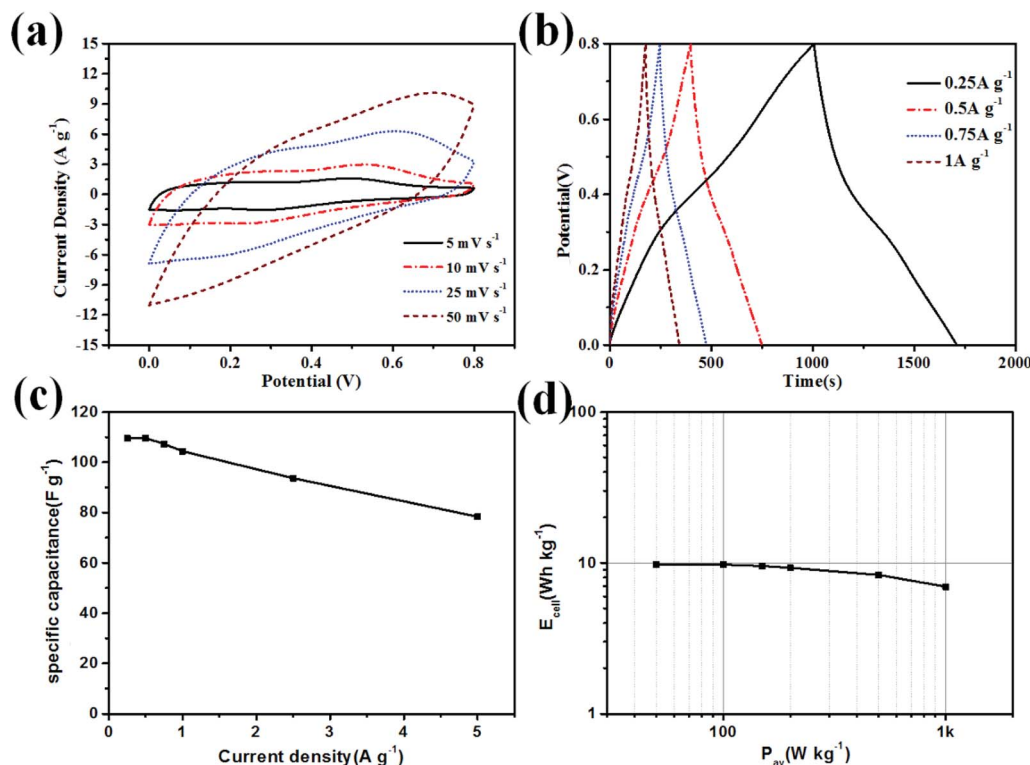 (a)
15
12
9
6
3
0
-3
-6
-9
-12
-15
Current Density (A g⁻¹)
5 mV s⁻¹
10 mV s⁻¹
25 mV s⁻¹
50 mV s⁻¹
0.0 0.2 0.4 0.6 0.8
Potential (V)
(b)
0.8
0.6
0.4
0.2
0.0
Potential(V)
0.25A g⁻¹
0.5A g⁻¹
0.75A g⁻¹
1A g⁻¹
0 500 1000 1500 2000
Time(s)
(c)
120
100
80
60
40
20
0
specific capacitance(F g⁻¹)
0 1 2 3 4 5
Current density(A g⁻¹)
(d)
100
10
1
E_cell(Wh kg⁻¹)
100 1k
P_av(W kg⁻¹)